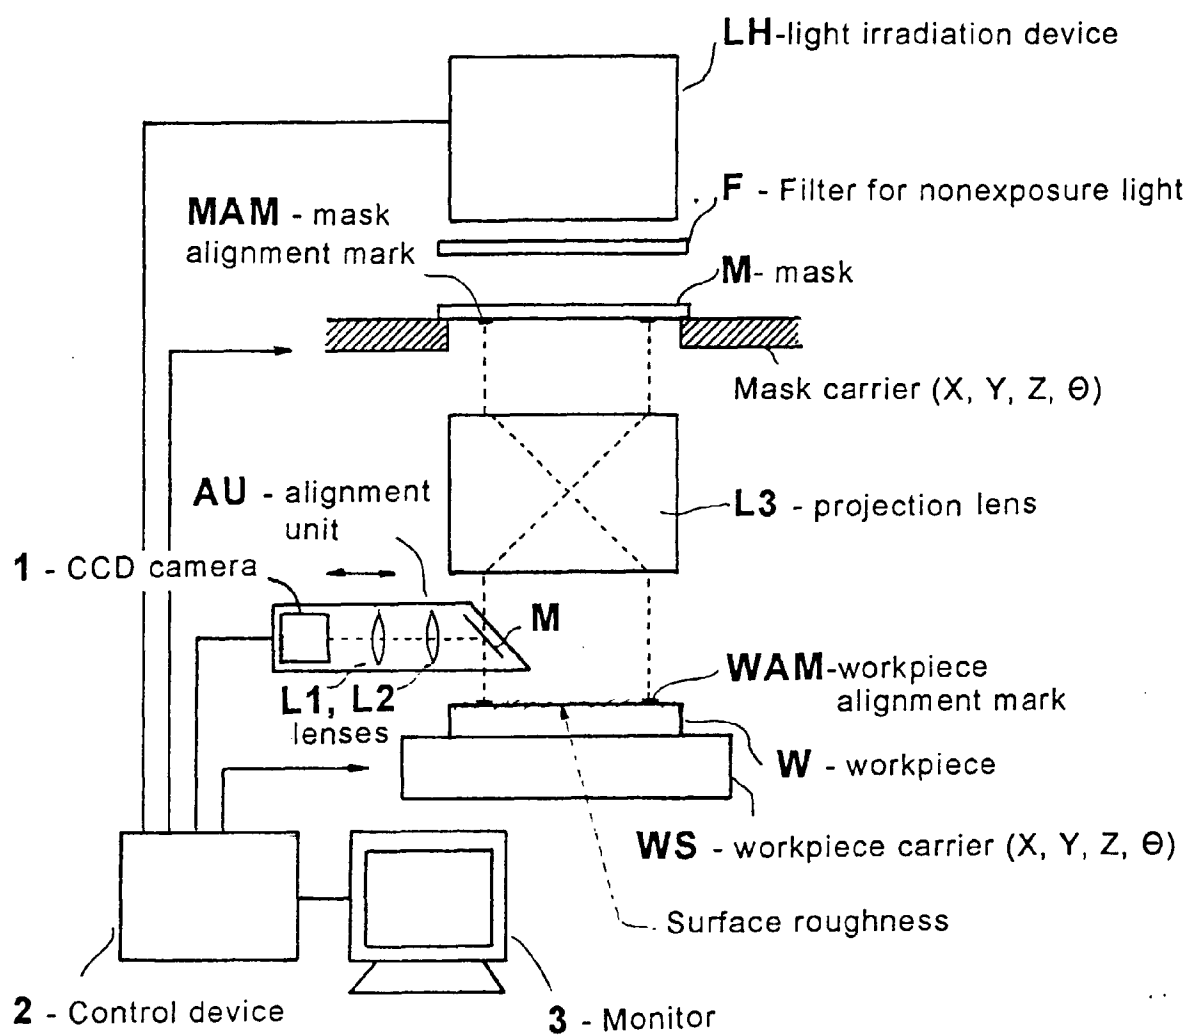 LH-light irradiation device
F - Filter for nonexposure light
MAM - mask
alignment mark
M- mask
Mask carrier (X, Y, Z, Θ)
AU - alignment
unit
L3 - projection lens
1 - CCD camera
M
WAM-workpiece
alignment mark
L1, L2
lenses
W - workpiece
WS - workpiece carrier (X, Y, Z, Θ)
Surface roughness
2 - Control device
3 - Monitor